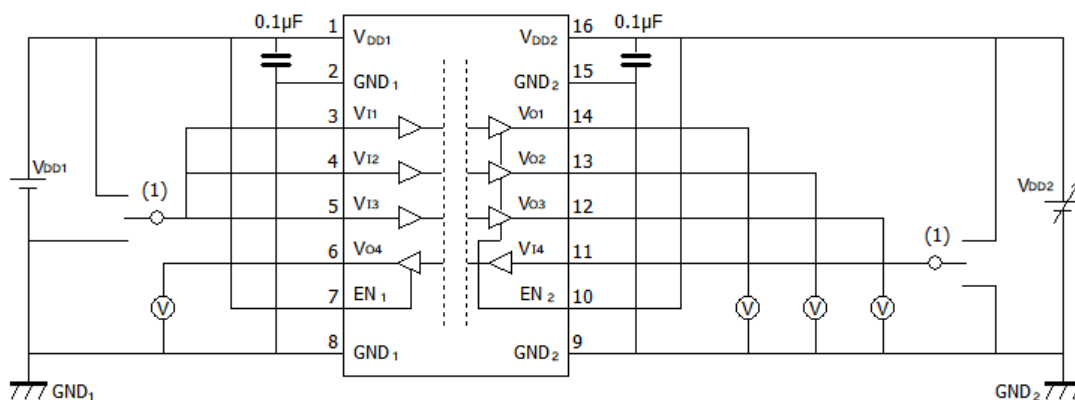 0.1µF
1
VDD1
VDD2
16
0.1µF
2
GND1
GND2
15
3
VI1
VO1
14
4
VI2
VO2
13
VDD1
(1)
5
VI3
VO3
12
VDD2
6
VO4
VI4
11
(1)
7
EN1
EN2
10
V
V
V
V
8
GND1
GND2
9
GND1
GND2